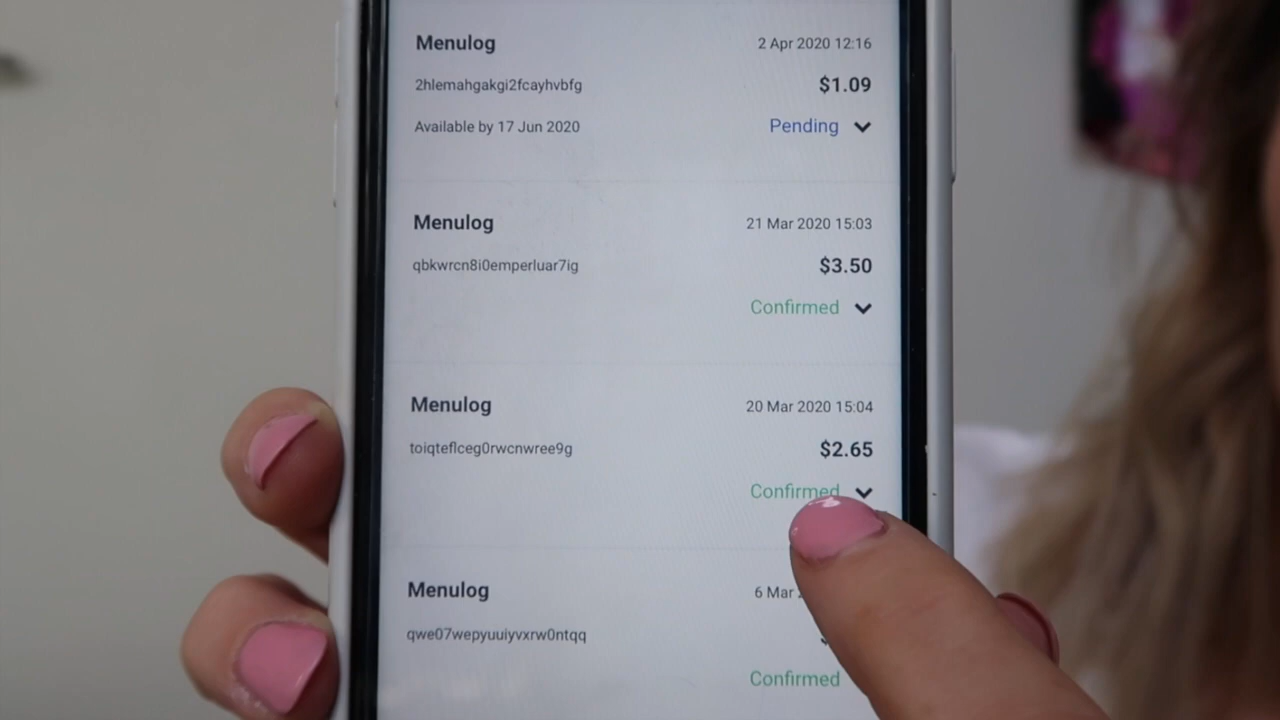 Menulog 2 Apr 2020 12:16
2hlemahgakgi2fcayhvbfg $1.09
Available by 17 Jun 2020 Pending
Menulog 21 Mar 2020 15:03
qbkwrcn8i0emperluar7ig $3.50
Confirmed
Menulog 20 Mar 2020 15:04
toiqteflceg0rwcnwree9g $2.65
Confirmed
Menulog 6 Mar
qwe07wepyuuiyvxrw0ntqq
Confirmed